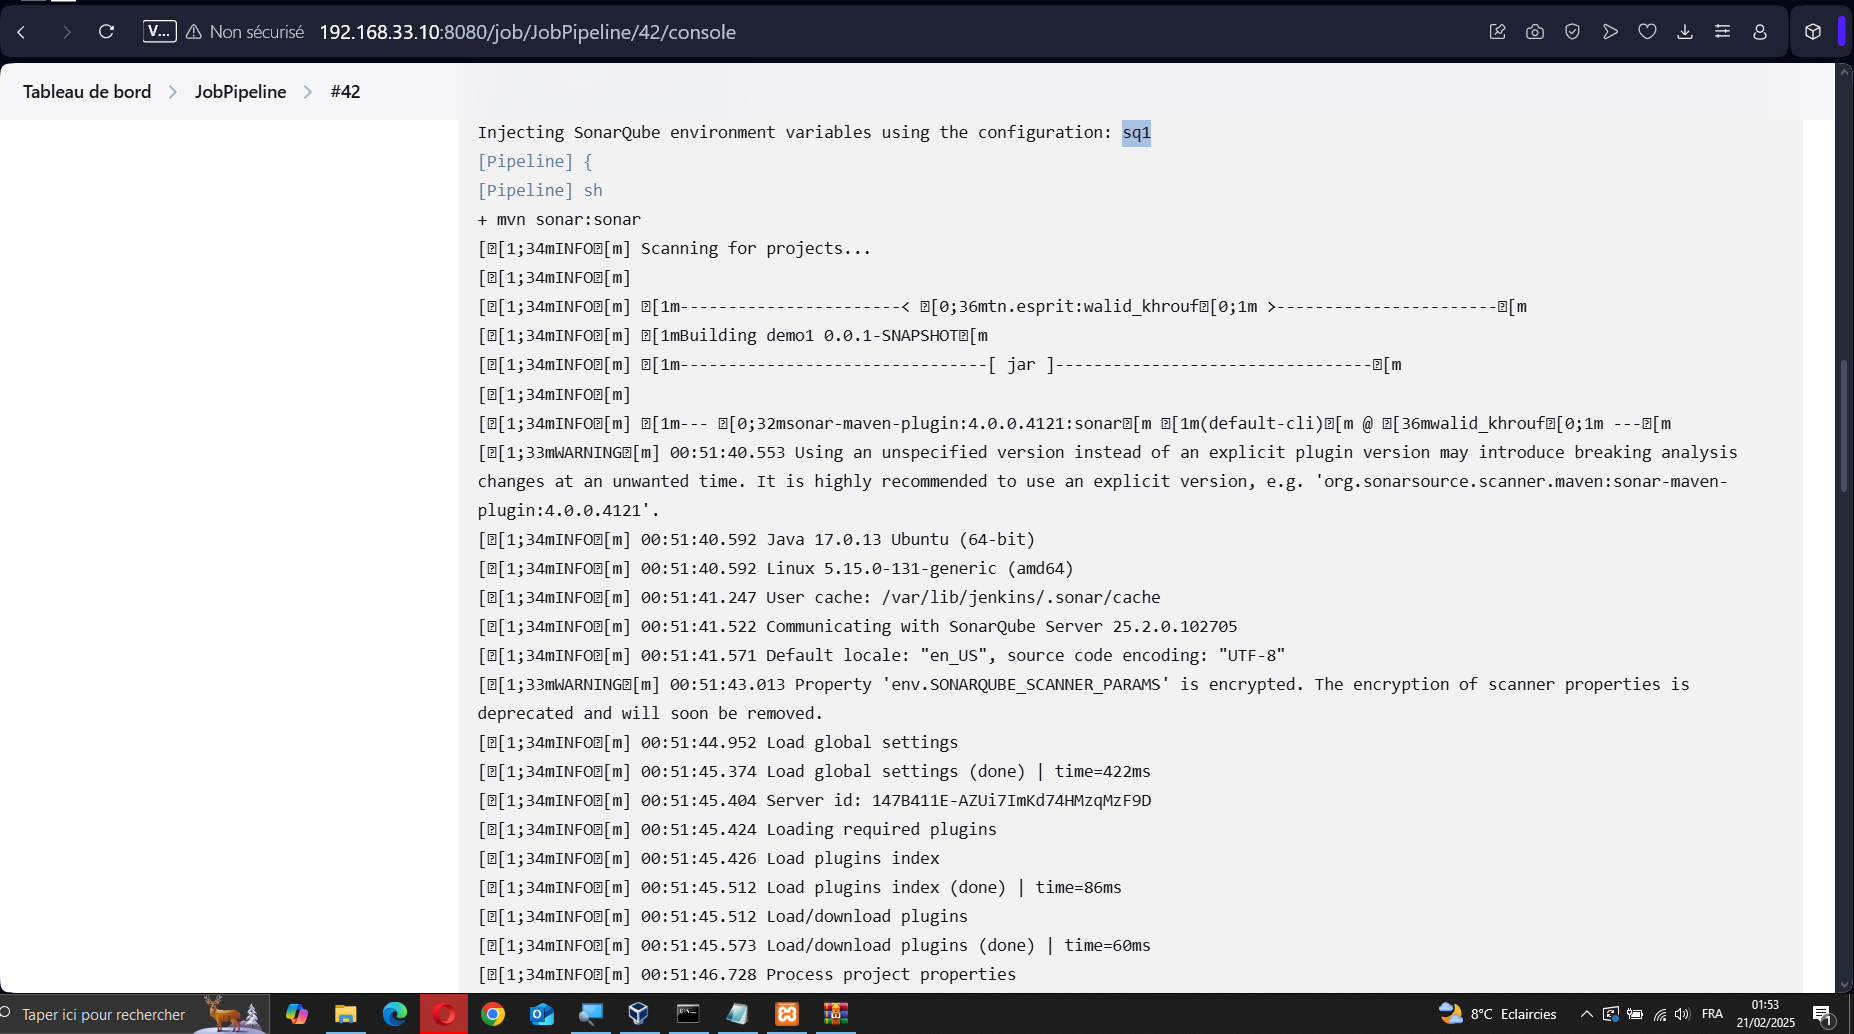 V...
Non sécurisé
192.168.33.10:8080/job/JobPipeline/42/console
Tableau de bord > JobPipeline > #42
Injecting SonarQube environment variables using the configuration: sq1
[Pipeline] {
[Pipeline] sh
+ mvn sonar:sonar
[�[1;34mINFO�[m] Scanning for projects...
[�[1;34mINFO�[m]
[�[1;34mINFO�[m] �[1m-----------------------< �[0;36mtn.esprit:walid_khrouf�[0;1m >-----------------------�[m
[�[1;34mINFO�[m] �[1mBuilding demo1 0.0.1-SNAPSHOT�[m
[�[1;34mINFO�[m] �[1m--------------------------------[ jar ]---------------------------------�[m
[�[1;34mINFO�[m]
[�[1;34mINFO�[m] �[1m--- �[0;32msonar-maven-plugin:4.0.0.4121:sonar�[m �[1m(default-cli)�[m @ �[36mwalid_khrouf�[0;1m ---�[m
[�[1;33mWARNING�[m] 00:51:40.553 Using an unspecified version instead of an explicit plugin version may introduce breaking analysis
changes at an unwanted time. It is highly recommended to use an explicit version, e.g. 'org.sonarsource.scanner.maven:sonar-maven-
plugin:4.0.0.4121'.
[�[1;34mINFO�[m] 00:51:40.592 Java 17.0.13 Ubuntu (64-bit)
[�[1;34mINFO�[m] 00:51:40.592 Linux 5.15.0-131-generic (amd64)
[�[1;34mINFO�[m] 00:51:41.247 User cache: /var/lib/jenkins/.sonar/cache
[�[1;34mINFO�[m] 00:51:41.522 Communicating with SonarQube Server 25.2.0.102705
[�[1;34mINFO�[m] 00:51:41.571 Default locale: "en_US", source code encoding: "UTF-8"
[�[1;33mWARNING�[m] 00:51:43.013 Property 'env.SONARQUBE_SCANNER_PARAMS' is encrypted. The encryption of scanner properties is
deprecated and will soon be removed.
[�[1;34mINFO�[m] 00:51:44.952 Load global settings
[�[1;34mINFO�[m] 00:51:45.374 Load global settings (done) | time=422ms
[�[1;34mINFO�[m] 00:51:45.404 Server id: 147B411E-AZUi7ImKd74HMzqMzF9D
[�[1;34mINFO�[m] 00:51:45.424 Loading required plugins
[�[1;34mINFO�[m] 00:51:45.426 Load plugins index
[�[1;34mINFO�[m] 00:51:45.512 Load plugins index (done) | time=86ms
[�[1;34mINFO�[m] 00:51:45.512 Load/download plugins
[�[1;34mINFO�[m] 00:51:45.573 Load/download plugins (done) | time=60ms
[�[1;34mINFO�[m] 00:51:46.728 Process project properties
Taper ici pour rechercher
8°C Eclaircies
FRA
01:53
21/02/2025
1